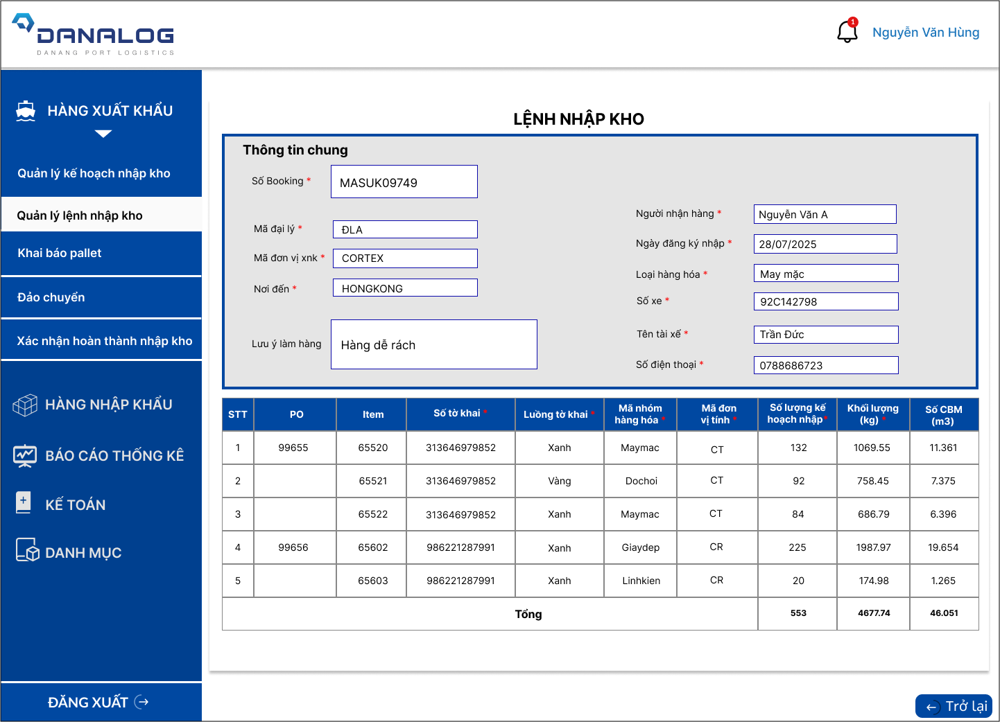 DANALOG
DANANG PORT LOGISTICS
1
Nguyễn Văn Hùng
HÀNG XUẤT KHẨU
Quản lý kế hoạch nhập kho
Quản lý lệnh nhập kho
Khai báo pallet
Đảo chuyển
Xác nhận hoàn thành nhập kho
HÀNG NHẬP KHẨU
BÁO CÁO THỐNG KÊ
KẾ TOÁN
DANH MỤC
ĐĂNG XUẤT
LỆNH NHẬP KHO
Thông tin chung
Số Booking * MASUK09749
Mã đại lý * ĐLA
Mã đơn vị xnk * CORTEX
Nơi đến * HONGKONG
Lưu ý làm hàng Hàng dễ rách
Người nhận hàng * Nguyễn Văn A
Ngày đăng ký nhập * 28/07/2025
Loại hàng hóa * May mặc
Số xe * 92C142798
Tên tài xế * Trần Đức
Số điện thoại * 0788686723
STT PO Item Số tờ khai * Luồng tờ khai * Mã nhóm hàng hóa * Mã đơn vị tính * Số lượng kế hoạch nhập * Khối lượng (kg) * Số CBM (m3)
1 99655 65520 313646979852 Xanh Maymac CT 132 1069.55 11.361
2 65521 313646979852 Vàng Dochoi CT 92 758.45 7.375
3 65522 313646979852 Xanh Maymac CT 84 686.79 6.396
4 99656 65602 986221287991 Xanh Giaydep CR 225 1987.97 19.654
5 65603 986221287991 Xanh Linhkien CR 20 174.98 1.265
Tổng 553 4677.74 46.051
Trở lại